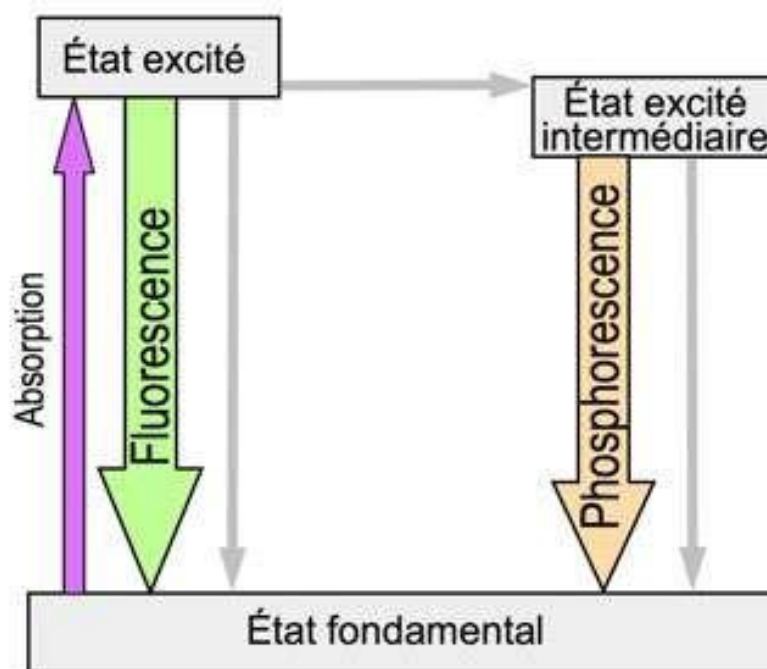 État excité
État excité
intermédiaire
Absorption
Fluorescence
Phosphorescence
État fondamental